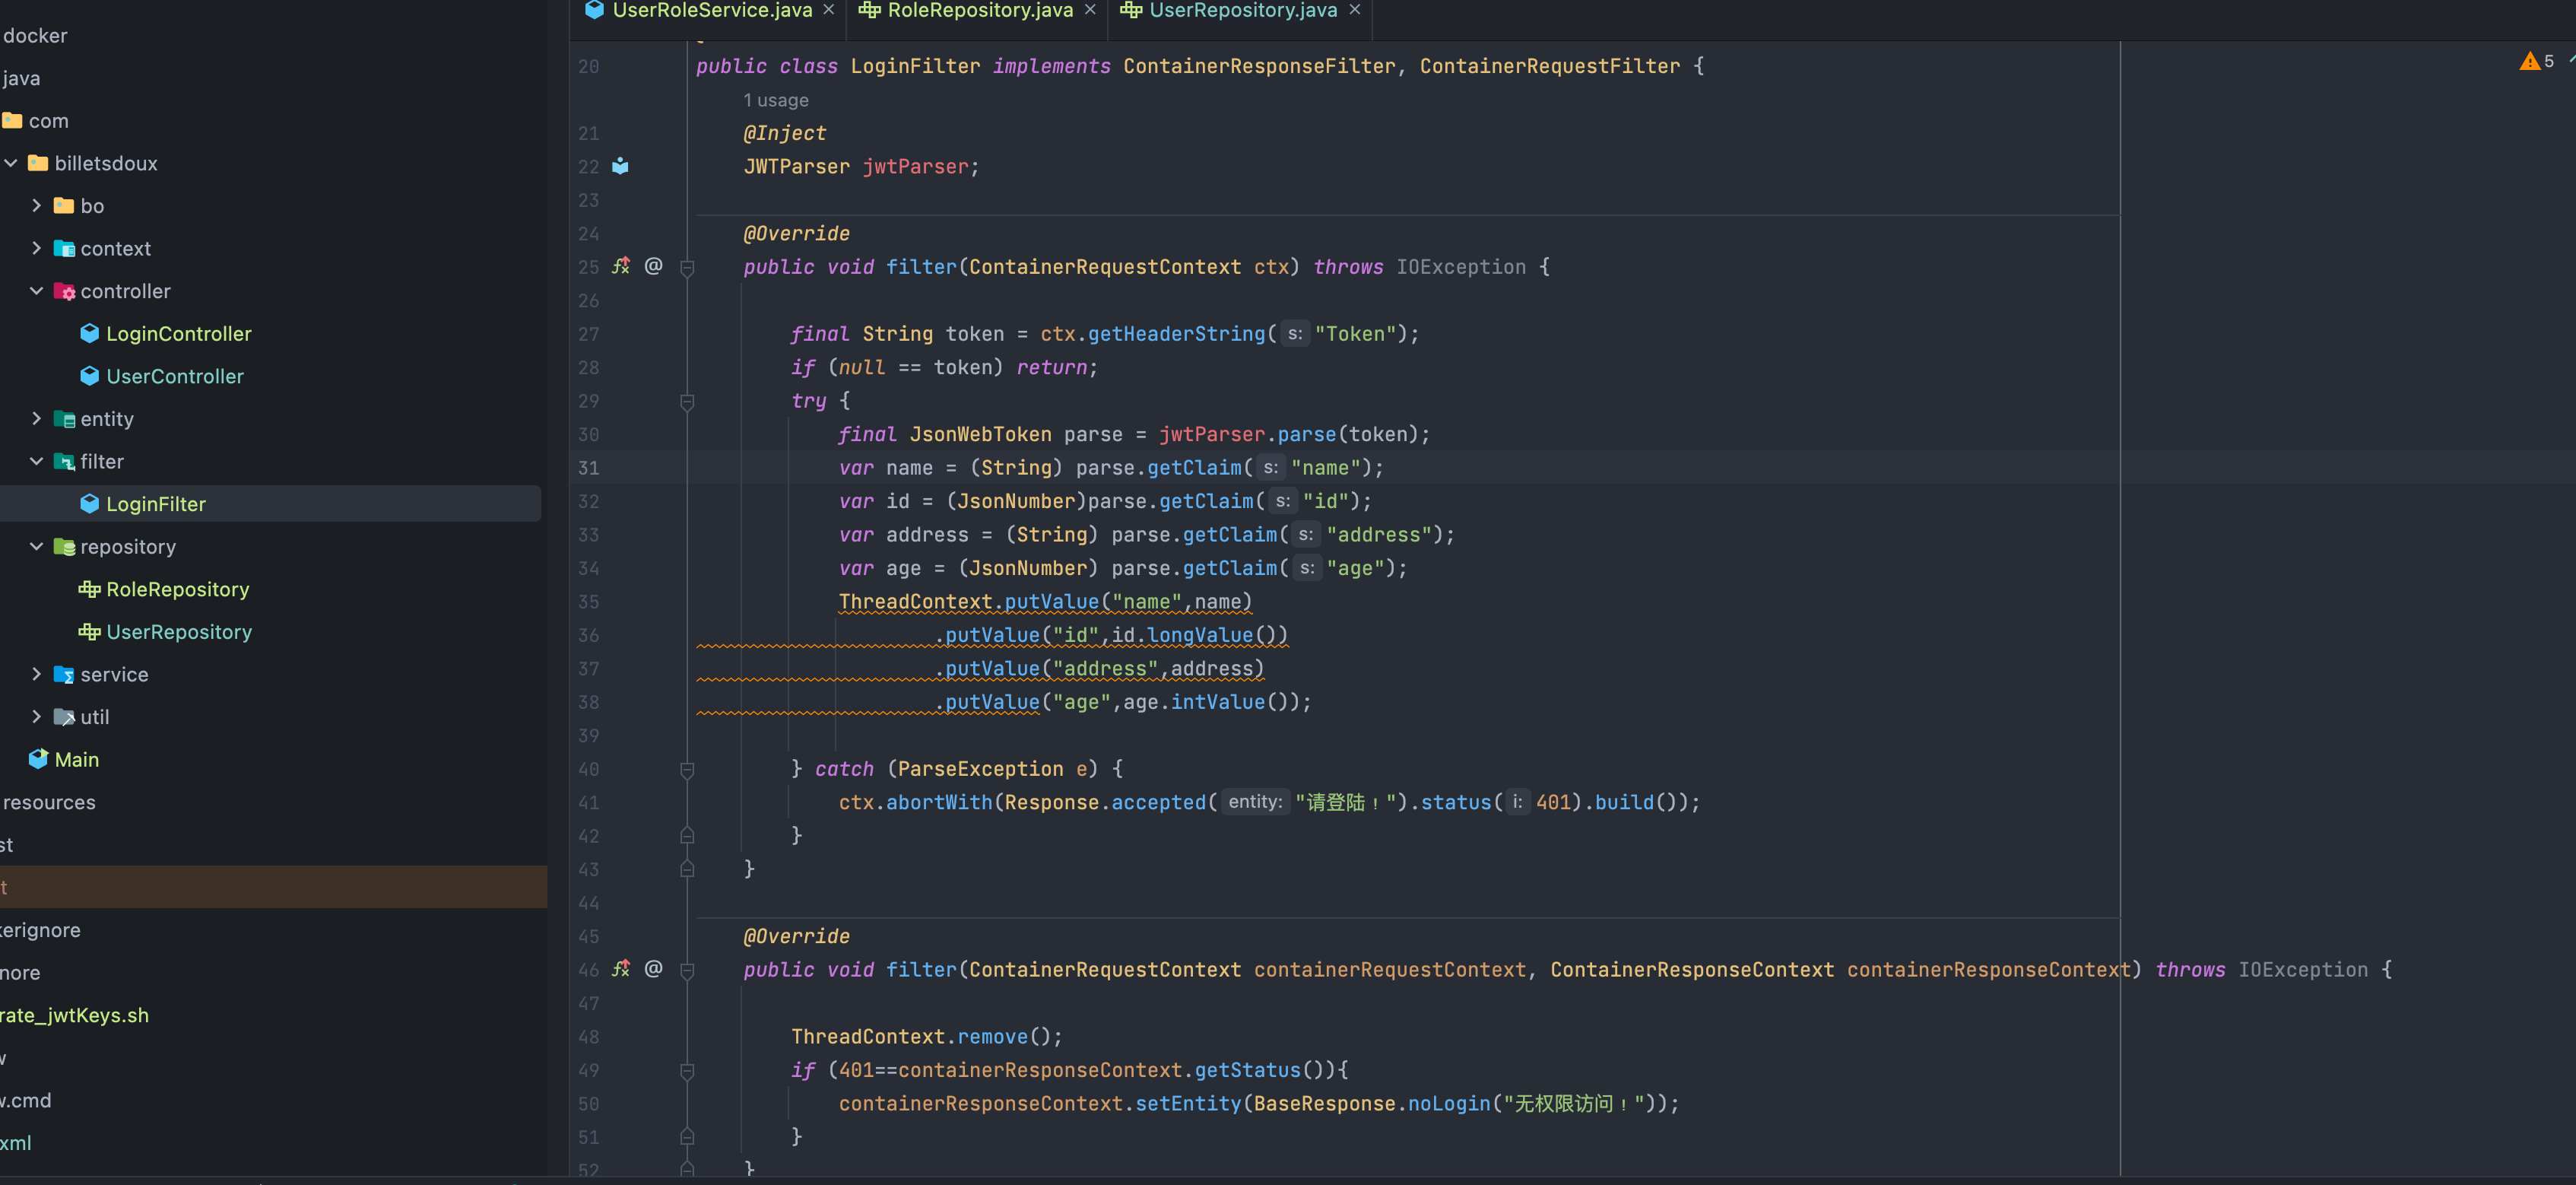 UserRoleService.java
RoleRepository.java
UserRepository.java
docker
java
com
billetsdoux
bo
context
controller
LoginController
UserController
entity
filter
LoginFilter
repository
RoleRepository
UserRepository
service
util
Main
resources
st
t
kerignore
nore
rate_jwtKeys.sh
w
w.cmd
xml
5
20 public class LoginFilter implements ContainerResponseFilter, ContainerRequestFilter {
1 usage
21 @Inject
22 JWTParser jwtParser;
23
24 @Override
25 @ public void filter(ContainerRequestContext ctx) throws IOException {
26
27 final String token = ctx.getHeaderString( s: "Token");
28 if (null == token) return;
29 try {
30 final JsonWebToken parse = jwtParser.parse(token);
31 var name = (String) parse.getClaim( s: "name");
32 var id = (JsonNumber)parse.getClaim( s: "id");
33 var address = (String) parse.getClaim( s: "address");
34 var age = (JsonNumber) parse.getClaim( s: "age");
35 ThreadContext.putValue("name",name)
36 .putValue("id",id.longValue())
37 .putValue("address",address)
38 .putValue("age",age.intValue());
39
40 } catch (ParseException e) {
41 ctx.abortWith(Response.accepted( entity: "请登陆！").status( i: 401).build());
42 }
43 }
44
45 @Override
46 @ public void filter(ContainerRequestContext containerRequestContext, ContainerResponseContext containerResponseContext) throws IOException {
47
48 ThreadContext.remove();
49 if (401==containerResponseContext.getStatus()){
50 containerResponseContext.setEntity(BaseResponse.noLogin("无权限访问！"));
51 }
52 }